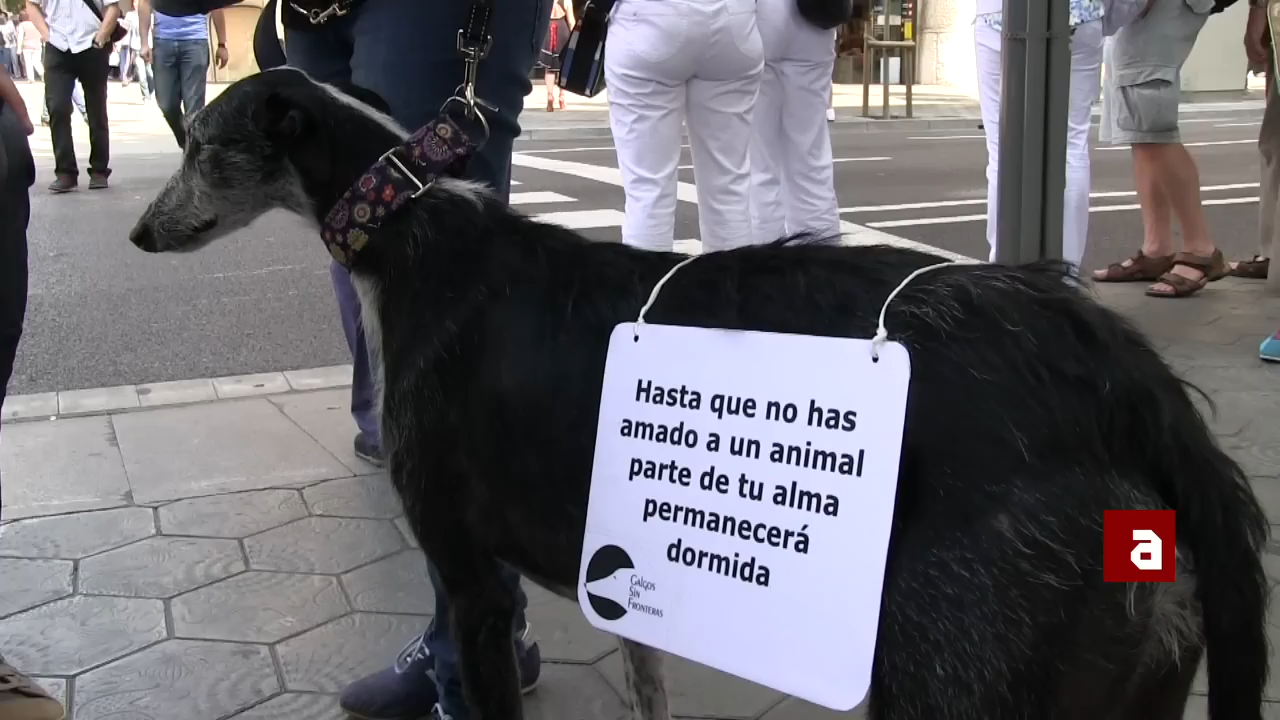 Hasta que no has
amado a un animal
parte de tu alma
permanecerá
dormida
GALGOS
SIN
FRONTERAS
a